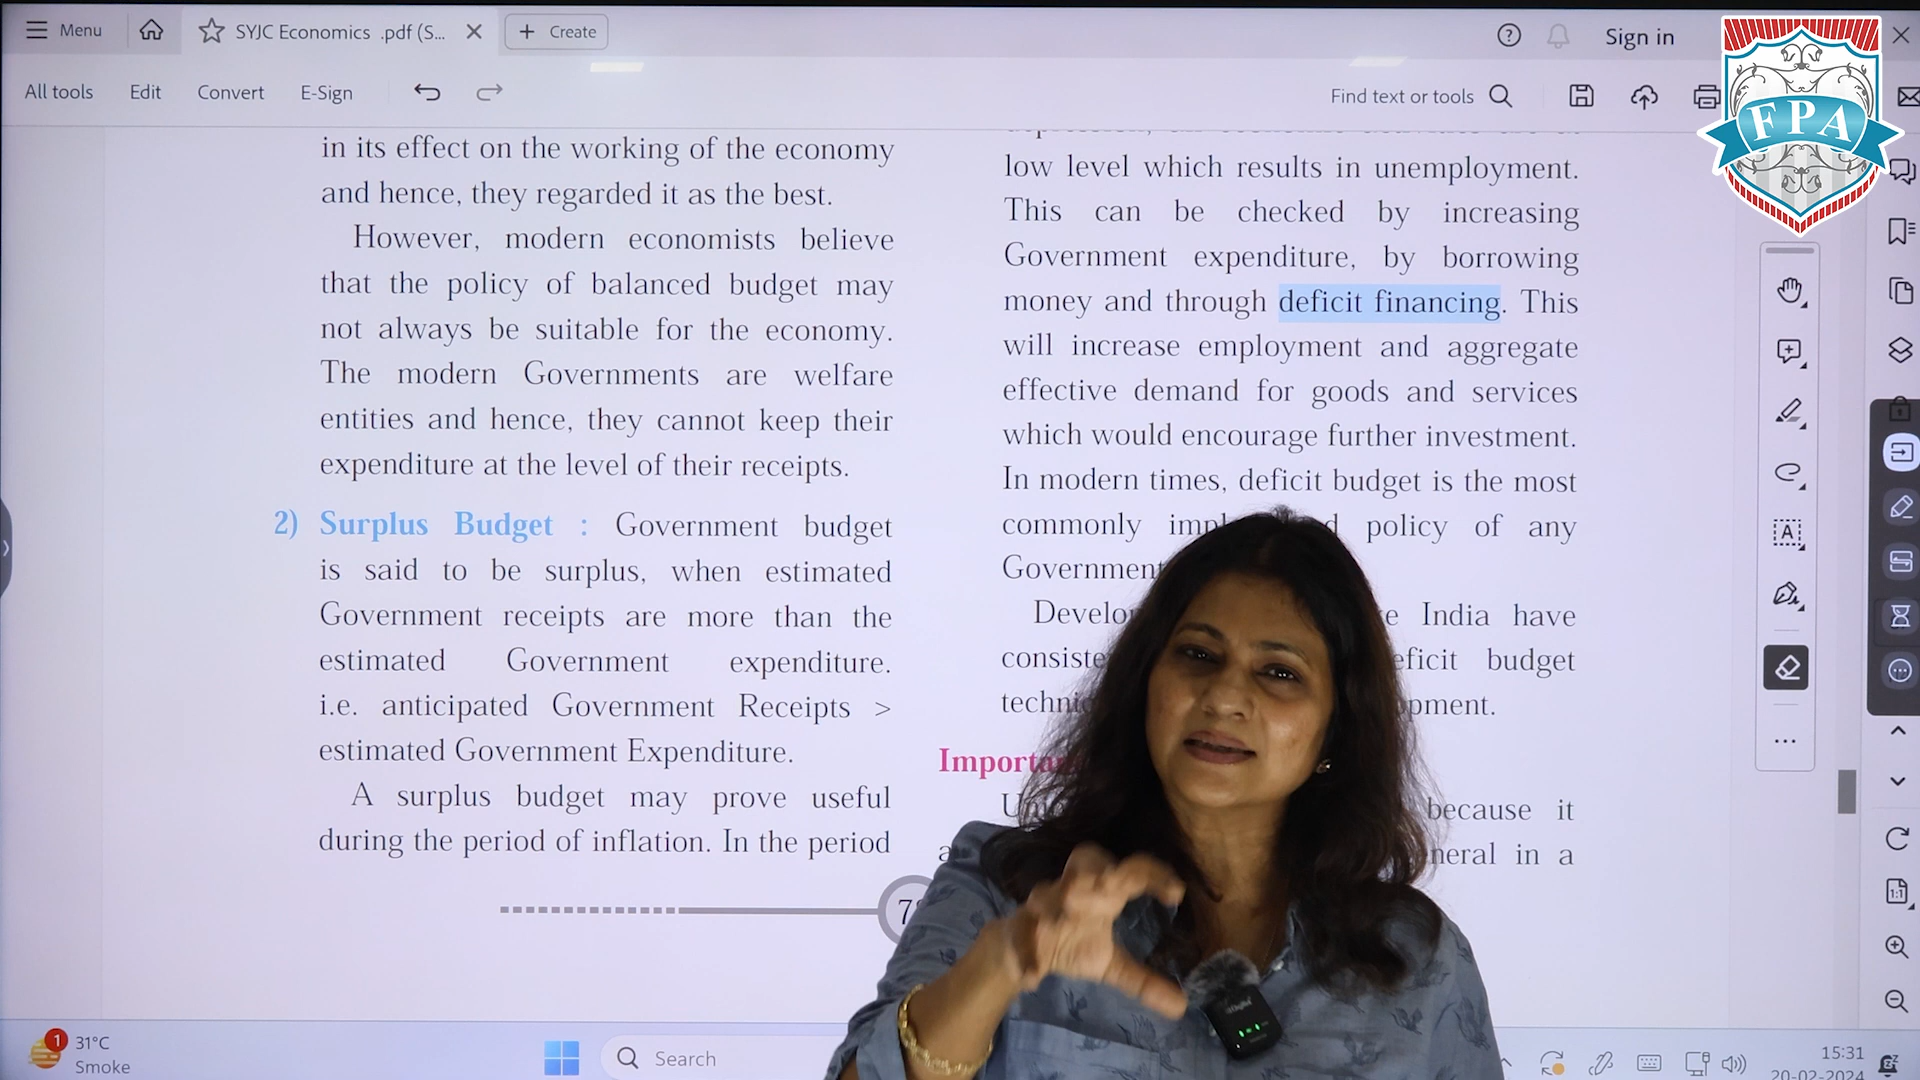 Menu
SYJC Economics .pdf (S...
Create
Sign in
All tools
Edit
Convert
E-Sign
Find text or tools
FPA
in its effect on the working of the economy
and hence, they regarded it as the best.
However, modern economists believe
that the policy of balanced budget may
not always be suitable for the economy.
The modern Governments are welfare
entities and hence, they cannot keep their
expenditure at the level of their receipts.
2) Surplus Budget : Government budget
is said to be surplus, when estimated
Government receipts are more than the
estimated Government expenditure.
i.e. anticipated Government Receipts >
estimated Government Expenditure.
A surplus budget may prove useful
during the period of inflation. In the period
low level which results in unemployment.
This can be checked by increasing
Government expenditure, by borrowing
money and through deficit financing. This
will increase employment and aggregate
effective demand for goods and services
which would encourage further investment.
In modern times, deficit budget is the most
commonly policy of any
Government
India have
budget
because it
in a
1
31°C
Smoke
Search
1:1
15:31
20-02-2024